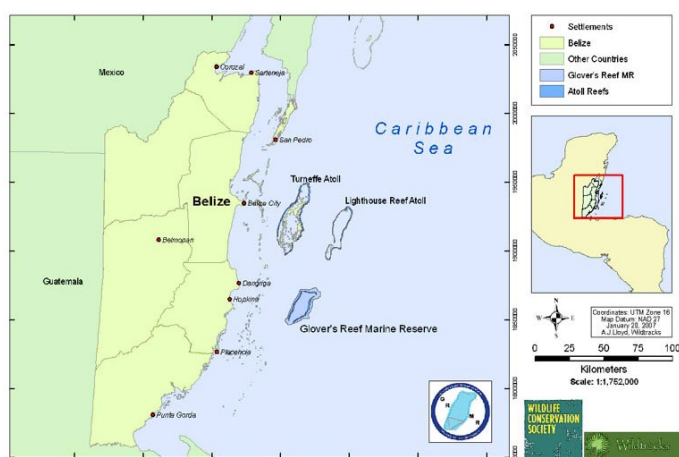 Mexico
Corozal
Sarteneja
San Pedro
Caribbean
Sea
Turneffe Atoll
Belize
Belize City
Lighthouse Reef Atoll
Belmopan
Guatemala
Dangriga
Hopkins
Glover's Reef Marine Reserve
Placencia
Punta Gorda
Settlements
Belize
Other Countries
Glover's Reef MR
Atoll Reefs
N
W E
S
Coordinates: UTM Zone 16
Map Datum: NAD 27
January 20, 2007
A.J.Lloyd, Wildtracks
0 25 50 75 100
Kilometers
Scale: 1:1,752,000
G R M R
WILDLIFE
CONSERVATION
SOCIETY
Wildtracks